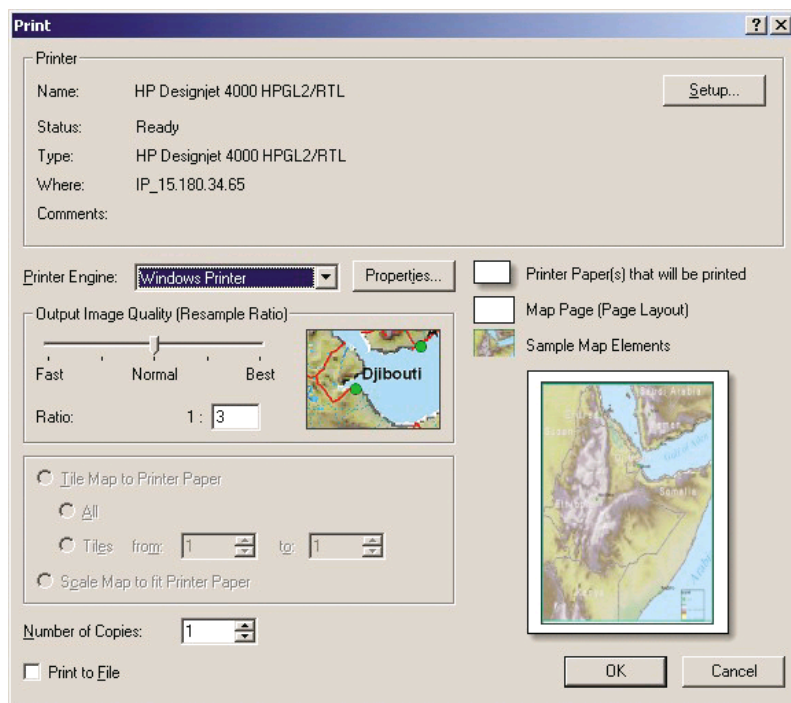 Print
Printer
Name: HP Designjet 4000 HPGL2/RTL
Setup...
Status: Ready
Type: HP Designjet 4000 HPGL2/RTL
Where: IP_15.180.34.65
Comments:
Printer Engine: Windows Printer
Properties...
Printer Paper(s) that will be printed
Map Page (Page Layout)
Sample Map Elements
Output Image Quality (Resample Ratio)
Fast Normal Best
Ratio: 1 : 3
Djibouti
Tile Map to Printer Paper
All
Tiles from: 1 to: 1
Scale Map to fit Printer Paper
Number of Copies: 1
Print to File
Somalia
OK
Cancel